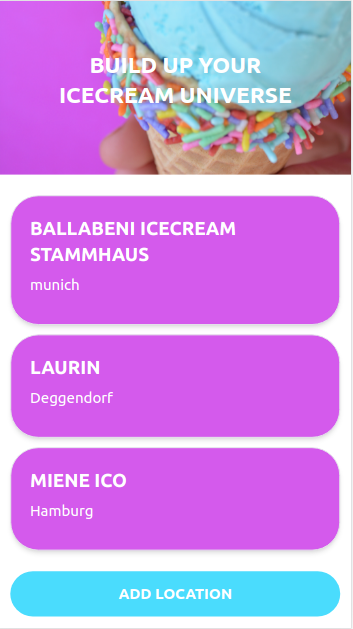 BUILD UP YOUR
ICECREAM UNIVERSE
BALLABENI ICECREAM
STAMMHAUS
munich
LAURIN
Deggendorf
MIENE ICO
Hamburg
ADD LOCATION